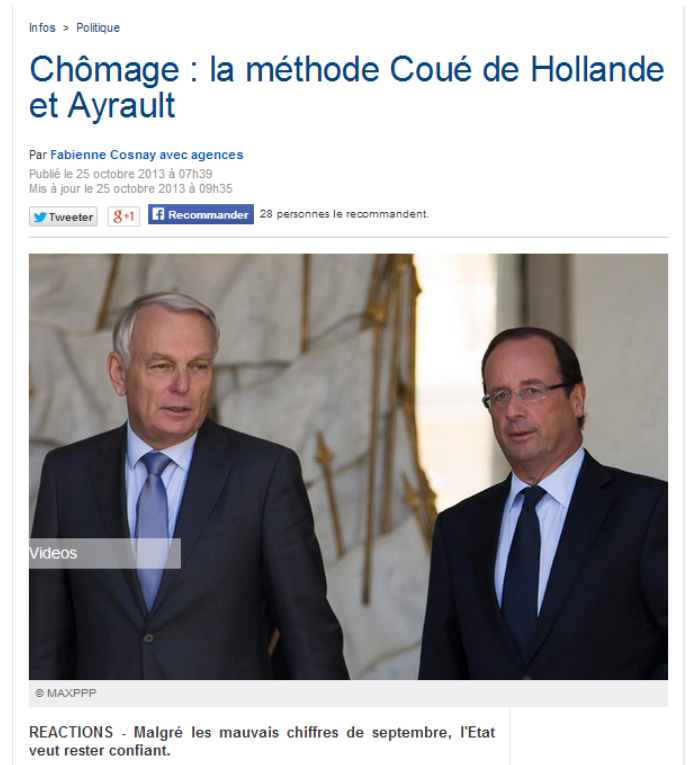 Infos > Politique
Chômage : la méthode Coué de Hollande
et Ayrault
Par Fabienne Cosnay avec agences
Publié le 25 octobre 2013 à 07h39
Mis à jour le 25 octobre 2013 à 09h35
Tweeter g+1 f Recommander 28 personnes le recommandent.
Videos
© MAXPPP
REACTIONS - Malgré les mauvais chiffres de septembre, l'Etat
veut rester confiant.